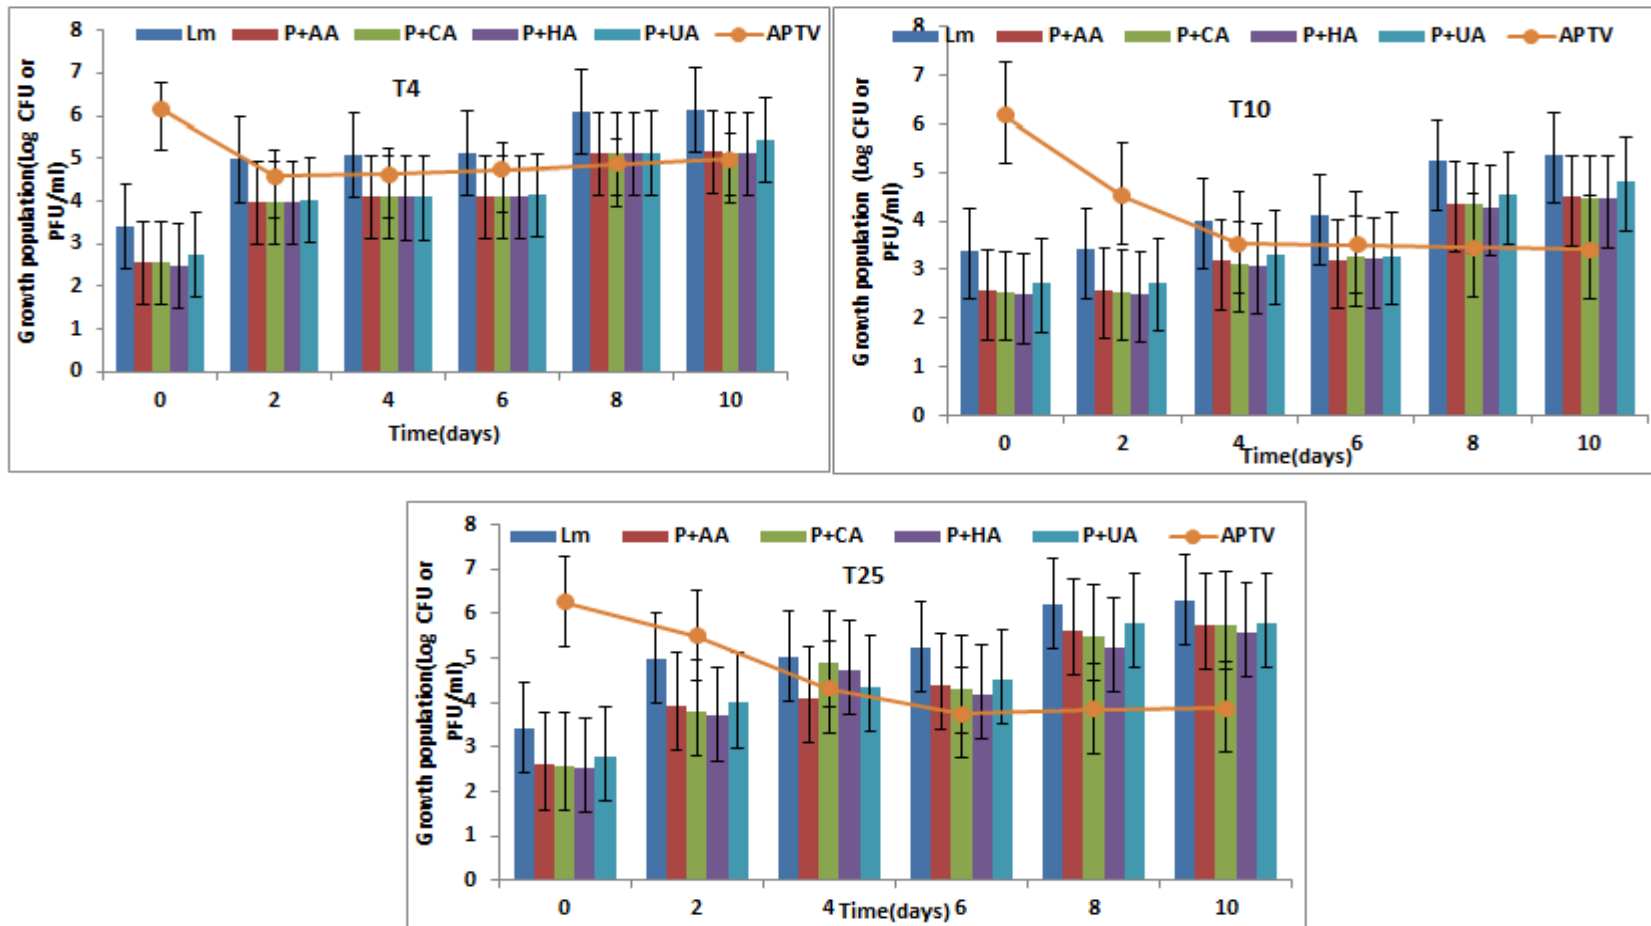 8 Lm P+AA P+CA P+HA P+UA APTV
7
T4
6
5
4
3
2
1
0
Growth population(Log CFU or
PFU/ml)
0 2 4 6 8 10
Time(days)
8 Lm P+AA P+CA P+HA P+UA APTV
7
T10
6
5
4
3
2
1
0
Growth population (Log CFU or
PFU/ml)
0 2 4 6 8 10
Time(days)
8 Lm P+AA P+CA P+HA P+UA APTV
7
T25
6
5
4
3
2
1
0
Growth population(Log CFU or
PFU/ml)
0 2 4 6 8 10
Time(days)